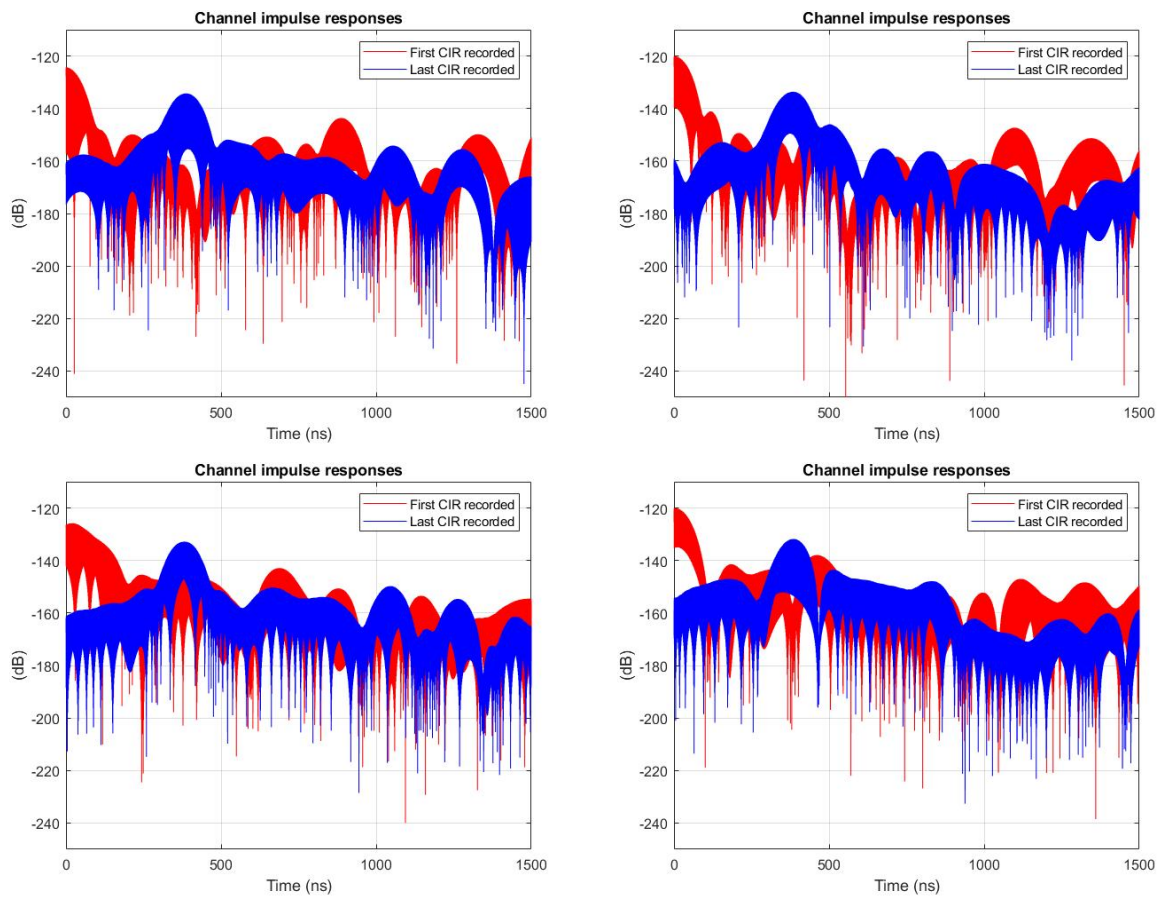 Channel impulse responses
First CIR recorded
Last CIR recorded
(dB)
-120
-140
-160
-180
-200
-220
-240
0 500 1000 1500
Time (ns)
Channel impulse responses
First CIR recorded
Last CIR recorded
(dB)
-120
-140
-160
-180
-200
-220
-240
0 500 1000 1500
Time (ns)
Channel impulse responses
First CIR recorded
Last CIR recorded
(dB)
-120
-140
-160
-180
-200
-220
-240
0 500 1000 1500
Time (ns)
Channel impulse responses
First CIR recorded
Last CIR recorded
(dB)
-120
-140
-160
-180
-200
-220
-240
0 500 1000 1500
Time (ns)